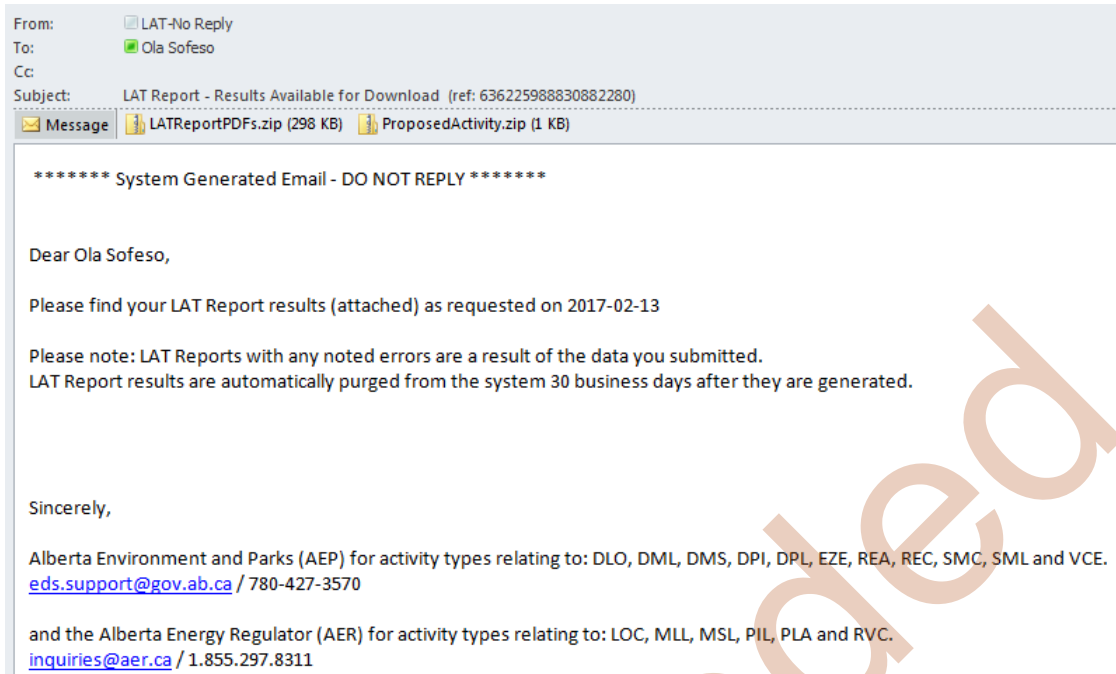 From: LAT-No Reply
To: Ola Sofeso
Cc:
Subject: LAT Report - Results Available for Download (ref: 636225988830882280)
Message LATReportPDFs.zip (298 KB) ProposedActivity.zip (1 KB)
******* System Generated Email - DO NOT REPLY *******
Dear Ola Sofeso,
Please find your LAT Report results (attached) as requested on 2017-02-13
Please note: LAT Reports with any noted errors are a result of the data you submitted.
LAT Report results are automatically purged from the system 30 business days after they are generated.
Sincerely,
Alberta Environment and Parks (AEP) for activity types relating to: DLO, DML, DMS, DPI, DPL, EZE, REA, REC, SMC, SML and VCE.
eds.support@gov.ab.ca / 780-427-3570
and the Alberta Energy Regulator (AER) for activity types relating to: LOC, MLL, MSL, PIL, PLA and RVC.
inquiries@aer.ca / 1.855.297.8311
ded